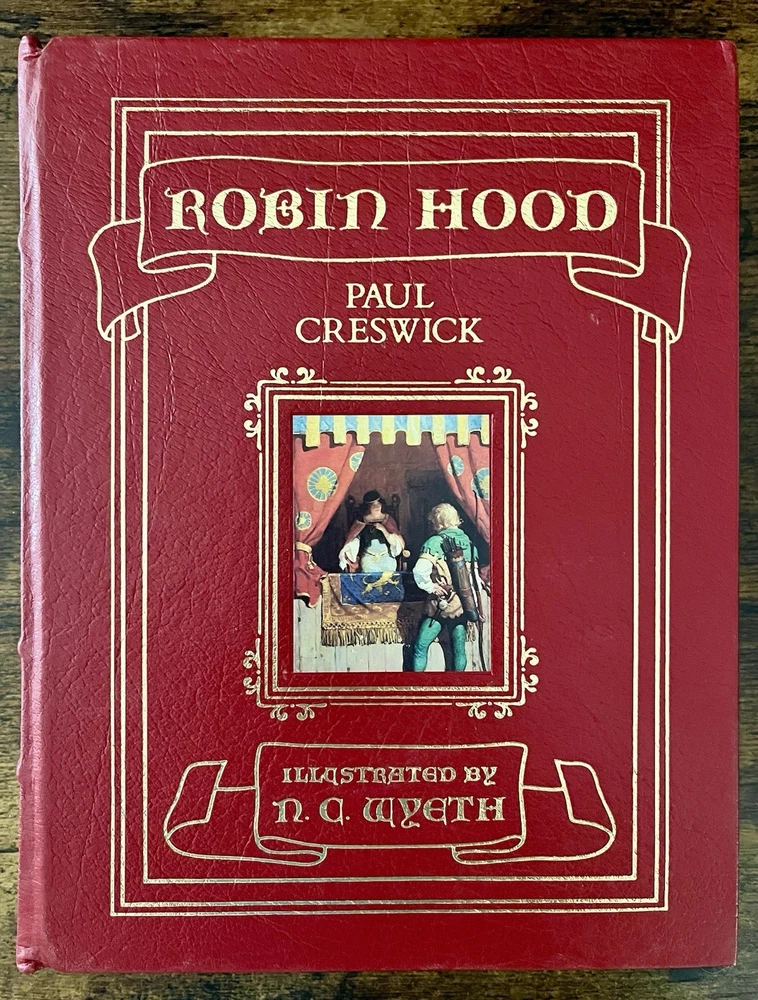 ROBIN HOOD
PAUL
CRESWICK
ILLUSTRATED BY
N. C. WYETH